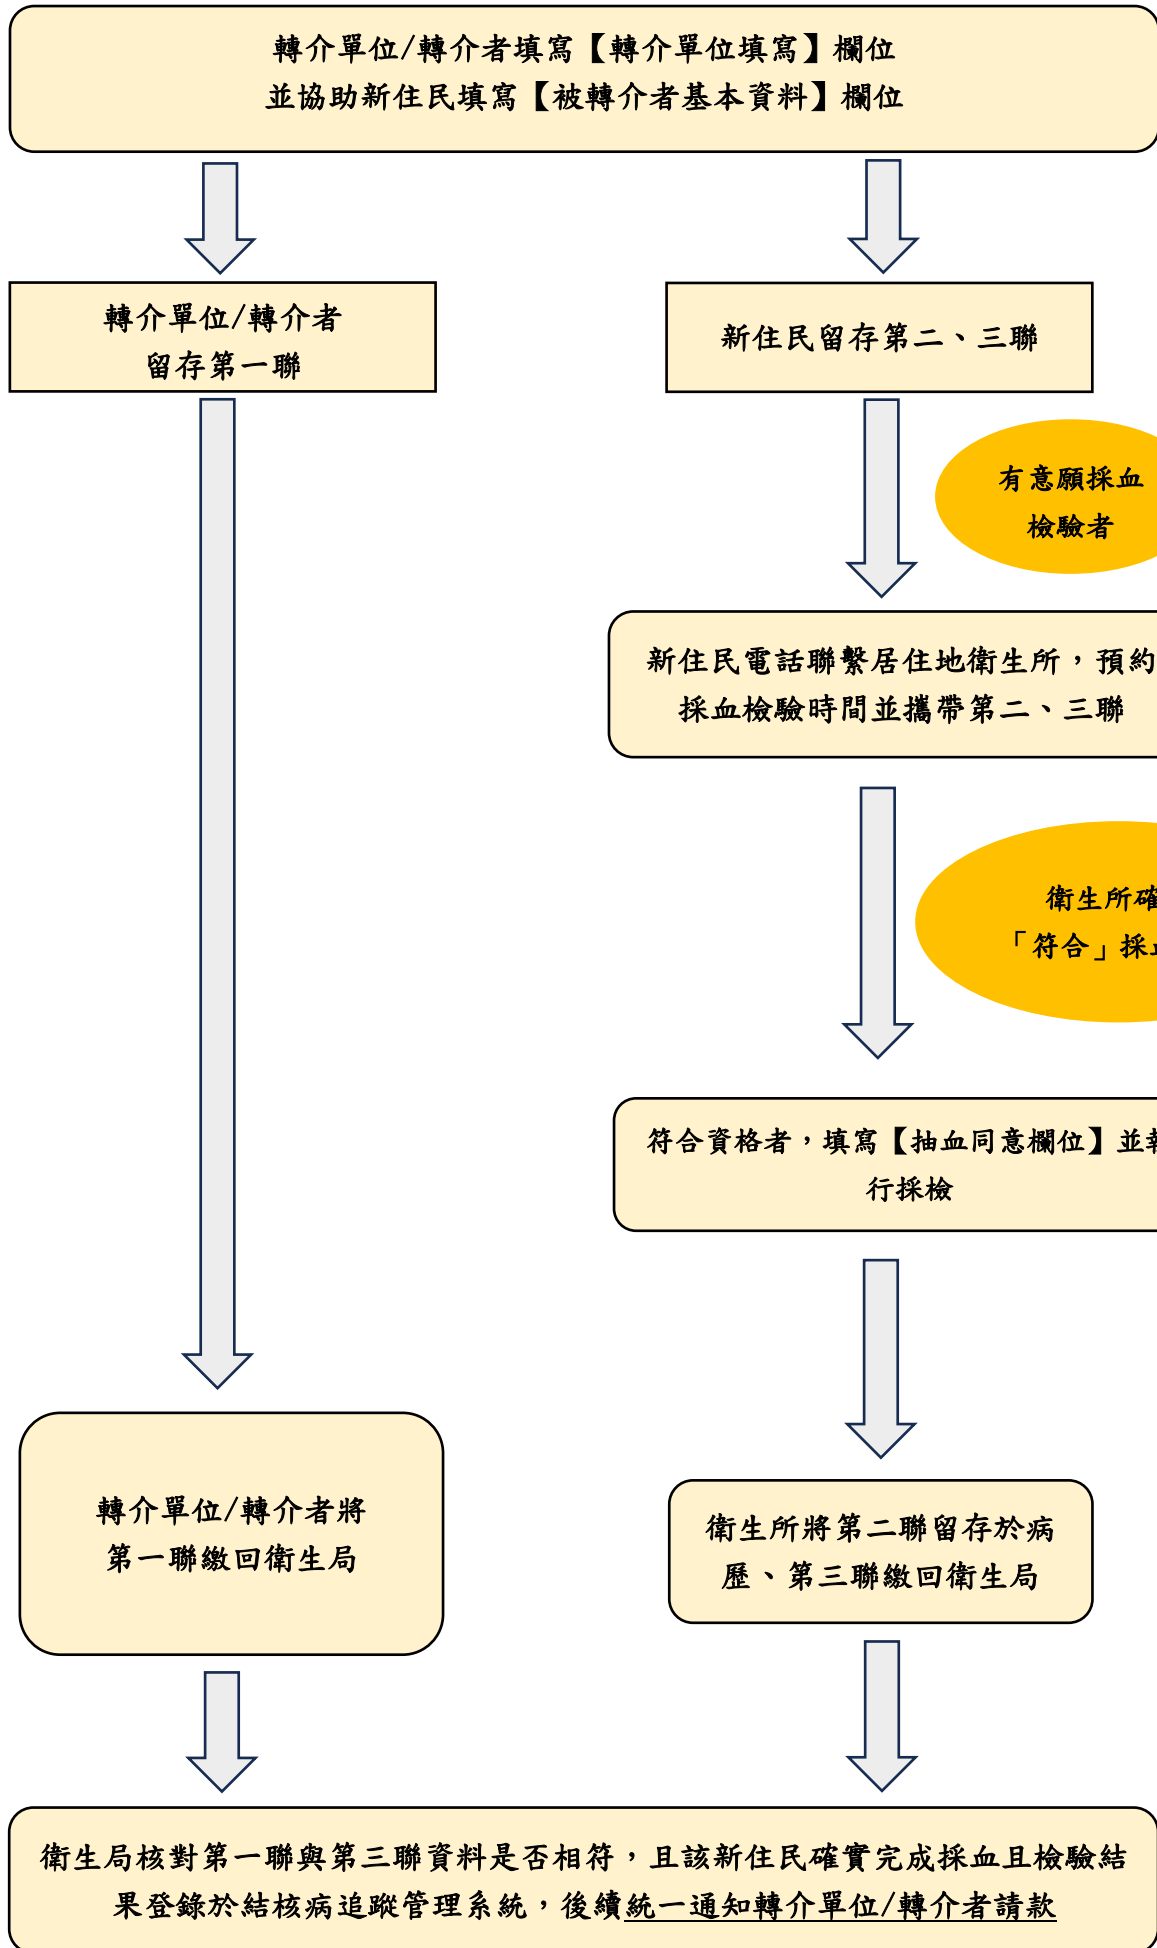 轉介單位/轉介者填寫【轉介單位填寫】欄位
並協助新住民填寫【被轉介者基本資料】欄位
轉介單位/轉介者
留存第一聯
新住民留存第二、三聯
有意願採血
檢驗者
新住民電話聯繫居住地衛生所，預約
採血檢驗時間並攜帶第二、三聯
衛生所確
「符合」採血
符合資格者，填寫【抽血同意欄位】並執
行採檢
轉介單位/轉介者將
第一聯繳回衛生局
衛生所將第二聯留存於病
歷、第三聯繳回衛生局
衛生局核對第一聯與第三聯資料是否相符，且該新住民確實完成採血且檢驗結
果登錄於結核病追蹤管理系統，後續統一通知轉介單位/轉介者請款